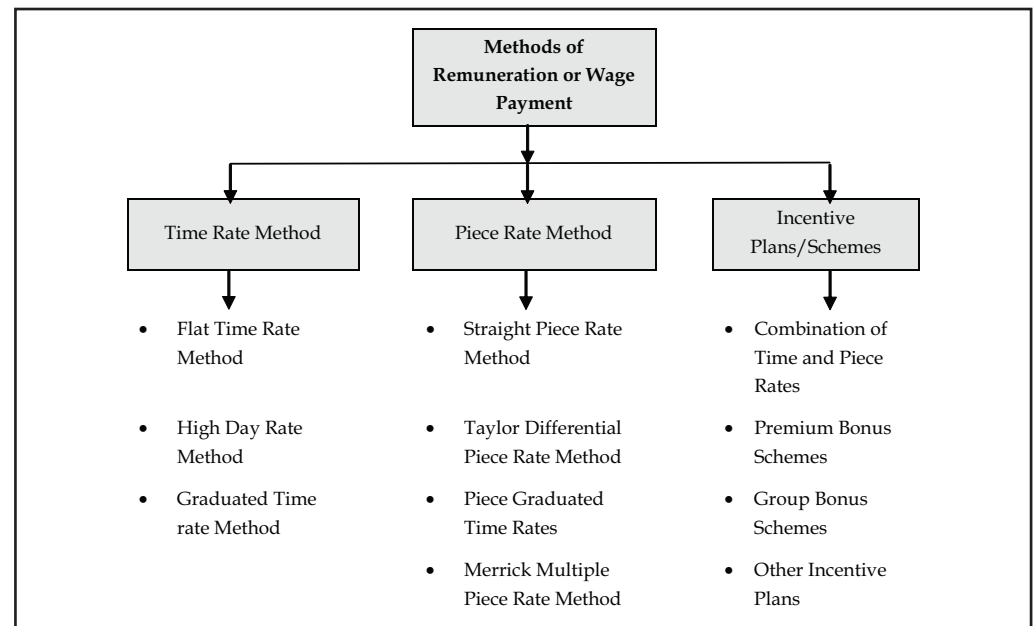 Methods of
Remuneration or Wage
Payment
Time Rate Method
Piece Rate Method
Incentive
Plans/Schemes
• Flat Time Rate
Method
• High Day Rate
Method
• Graduated Time
rate Method
• Straight Piece Rate
Method
• Taylor Differential
Piece Rate Method
• Piece Graduated
Time Rates
• Merrick Multiple
Piece Rate Method
• Combination of
Time and Piece
Rates
• Premium Bonus
Schemes
• Group Bonus
Schemes
• Other Incentive
Plans